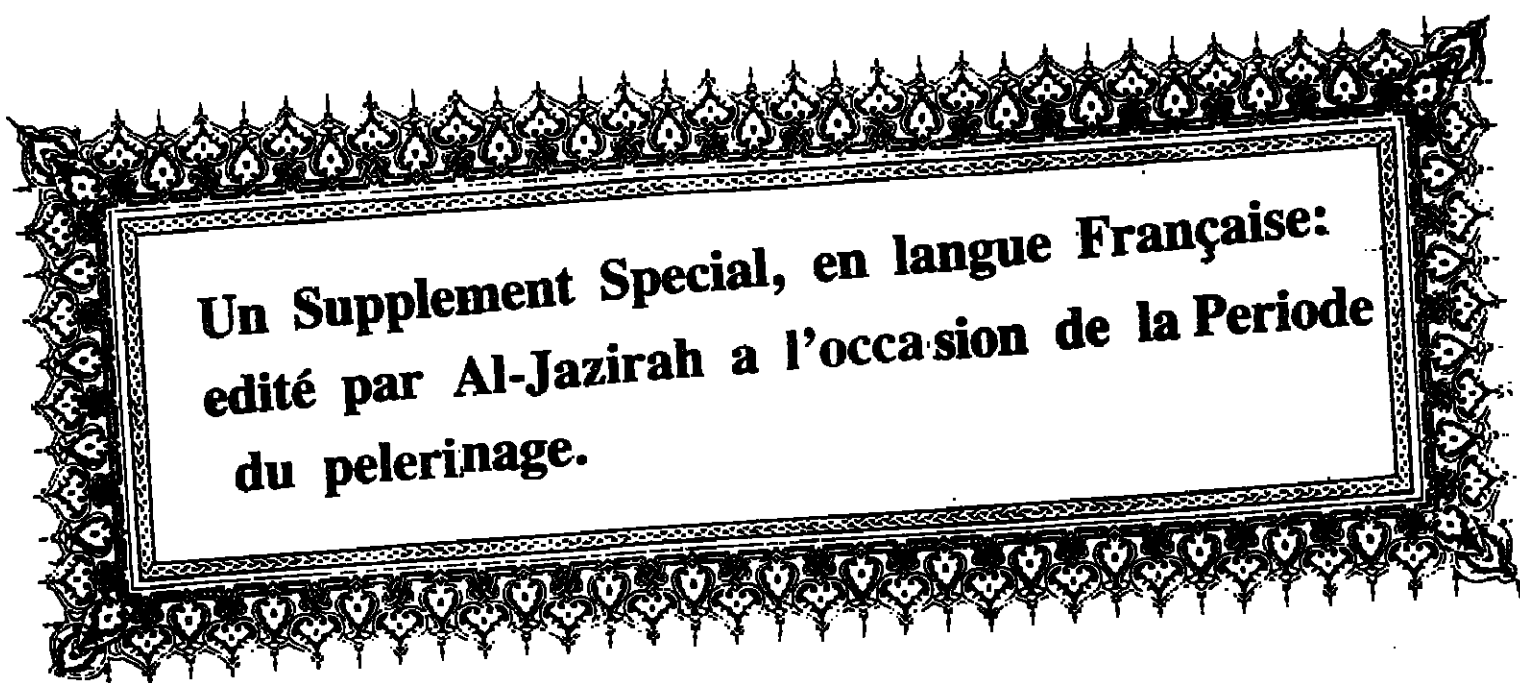 Un Supplement Special, en langue Française:
edité par Al-Jazirah a l'occasion de la Periode
du pelerinage.